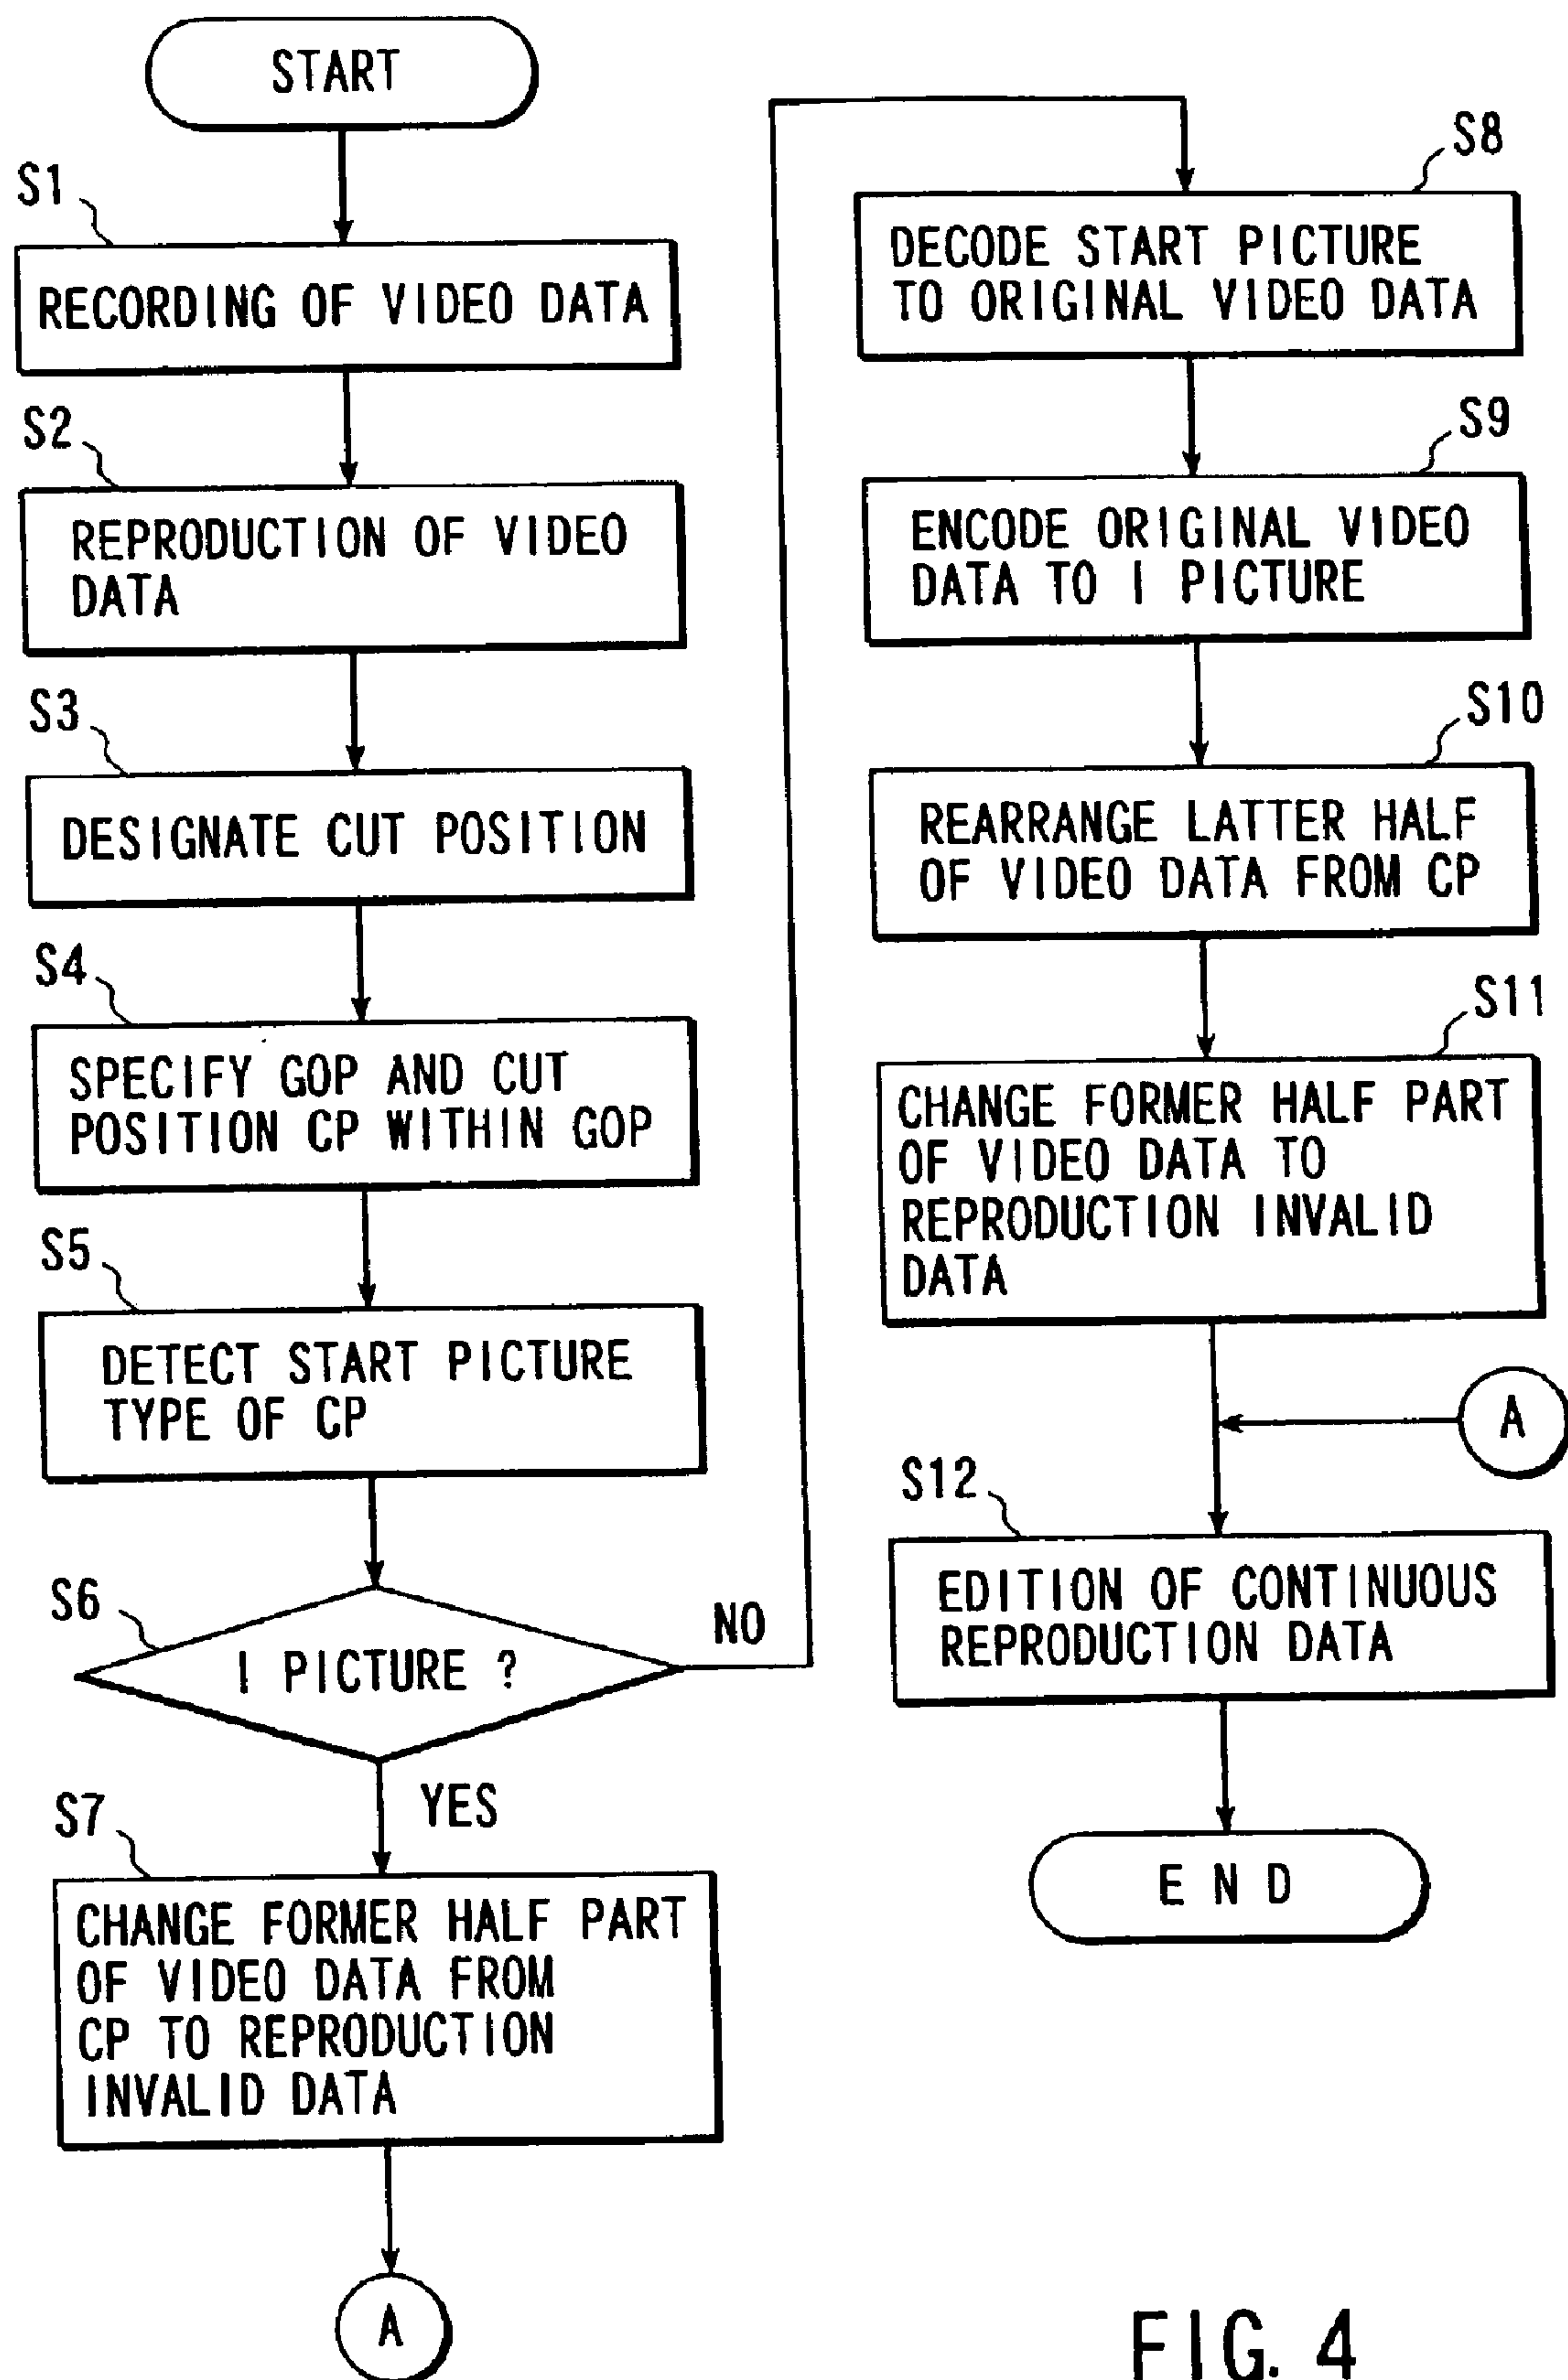 START
S1
RECORDING OF VIDEO DATA
S2
REPRODUCTION OF VIDEO
DATA
S3
DESIGNATE CUT POSITION
S4
SPECIFY GOP AND CUT
POSITION CP WITHIN GOP
S5
DETECT START PICTURE
TYPE OF CP
S6
I PICTURE ?
NO
YES
S7
CHANGE FORMER HALF PART
OF VIDEO DATA FROM
CP TO REPRODUCTION
INVALID DATA
A
S8
DECODE START PICTURE
TO ORIGINAL VIDEO DATA
S9
ENCODE ORIGINAL VIDEO
DATA TO I PICTURE
S10
REARRANGE LATTER HALF
OF VIDEO DATA FROM CP
S11
CHANGE FORMER HALF PART
OF VIDEO DATA TO
REPRODUCTION INVALID
DATA
A
S12
EDITION OF CONTINUOUS
REPRODUCTION DATA
END
FIG. 4